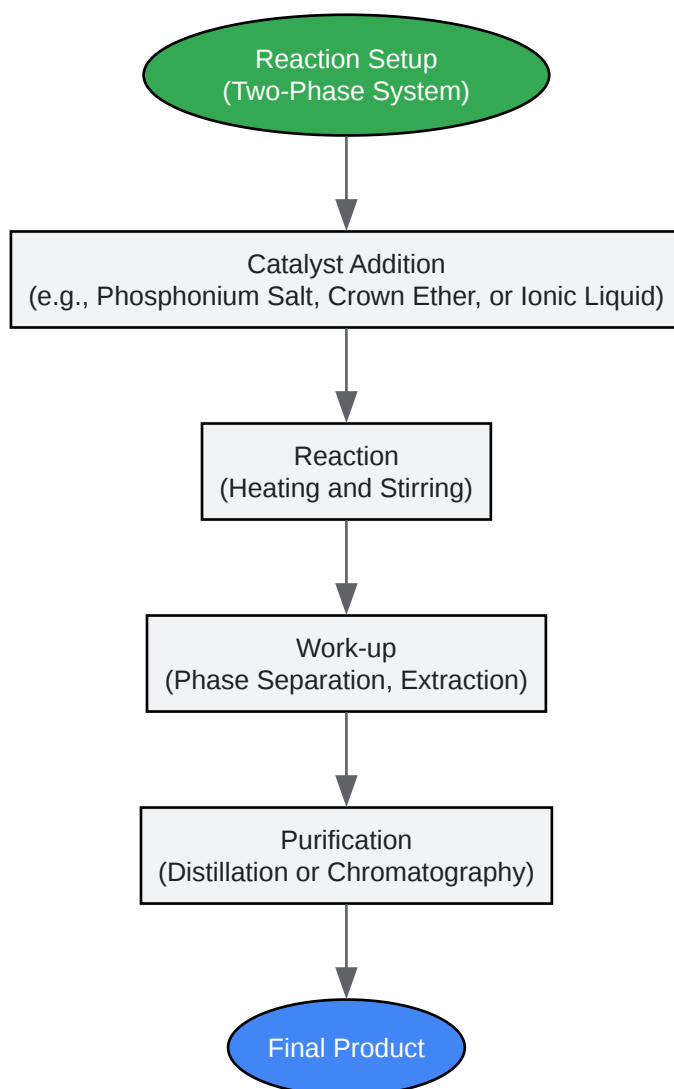 Reaction Setup
(Two-Phase System)
Catalyst Addition
(e.g., Phosphonium Salt, Crown Ether, or Ionic Liquid)
Reaction
(Heating and Stirring)
Work-up
(Phase Separation, Extraction)
Purification
(Distillation or Chromatography)
Final Product